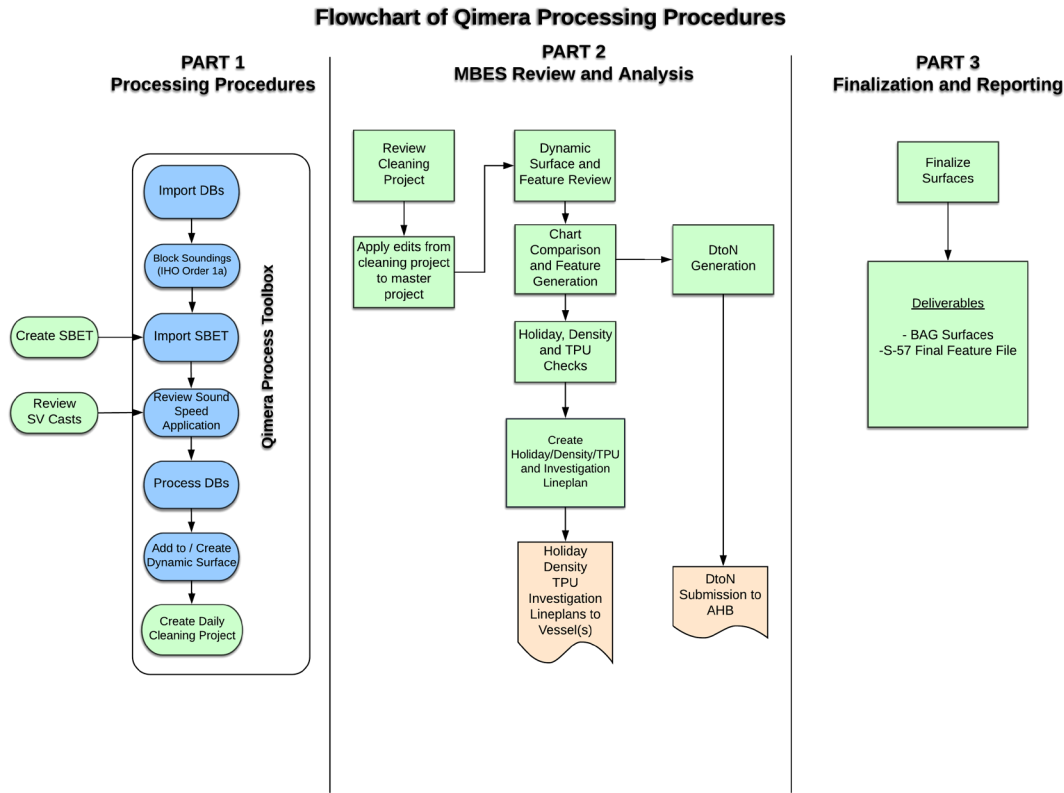 Flowchart of Qimera Processing Procedures
PART 1
Processing Procedures
Import DBs
Block Soundings
(IHO Order 1a)
Create SBET
Import SBET
Review
SV Casts
Review Sound
Speed
Application
Process DBs
Add to / Create
Dynamic Surface
Create Daily
Cleaning Project
Qimera Process Toolbox
PART 2
MBES Review and Analysis
Review
Cleaning
Project
Apply edits from
cleaning project
to master
project
Dynamic
Surface and
Feature Review
Chart
Comparison
and Feature
Generation
DtoN
Generation
Holiday, Density
and TPU
Checks
Create
Holiday/Density/TPU
and Investigation
Lineplan
Holiday
Density
TPU
Investigation
Lineplans to
Vessel(s)
DtoN
Submission to
AHB
PART 3
Finalization and Reporting
Finalize
Surfaces
Deliverables
- BAG Surfaces
-S-57 Final Feature File